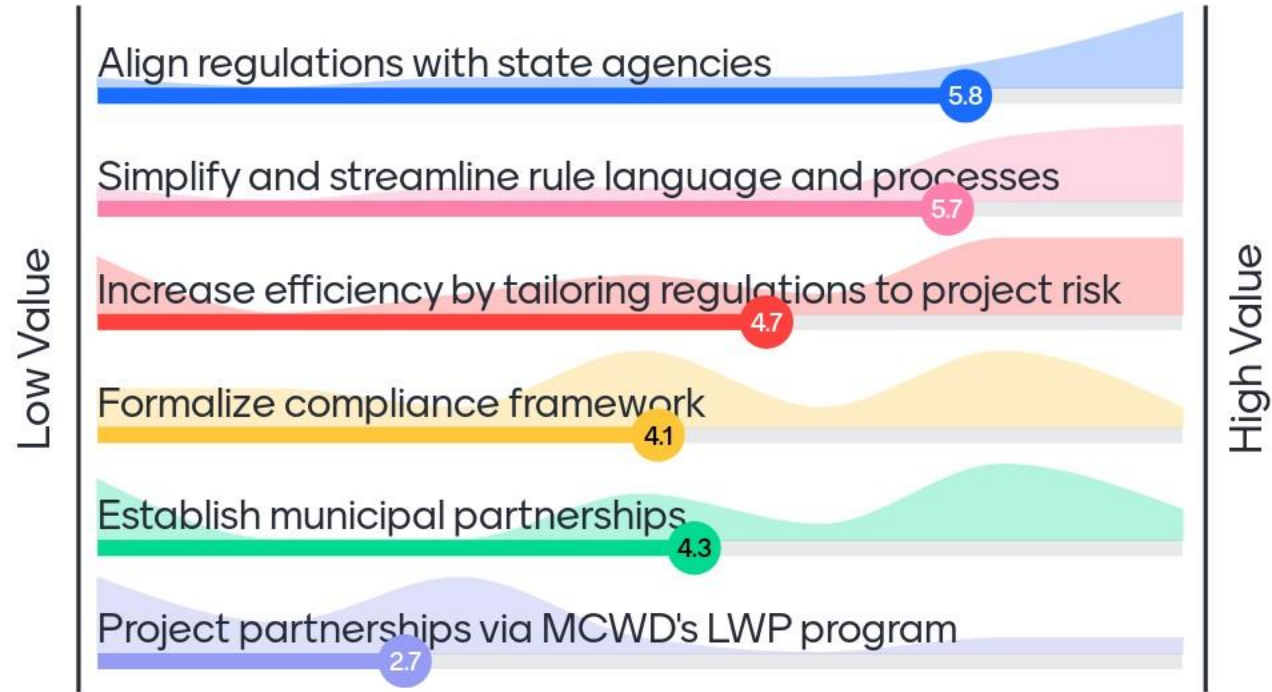 Low Value
Align regulations with state agencies
5.8
Simplify and streamline rule language and processes
5.7
Increase efficiency by tailoring regulations to project risk
4.7
Formalize compliance framework
4.1
Establish municipal partnerships
4.3
Project partnerships via MCWD's LWP program
2.7
High Value